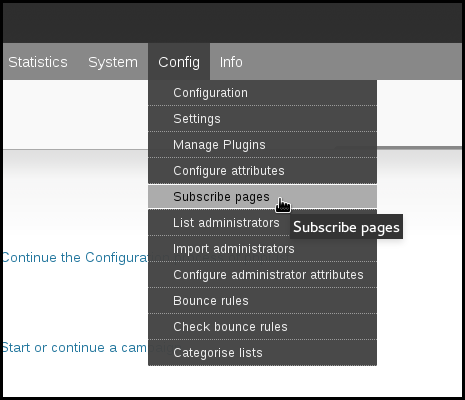 Statistics System Config Info
Configuration
Settings
Manage Plugins
Configure attributes
Subscribe pages
List administrators
Subscribe pages
Import administrators
Continue the Configurat
Configure administrator attributes
Bounce rules
Check bounce rules
Start or continue a cam
Categorise lists